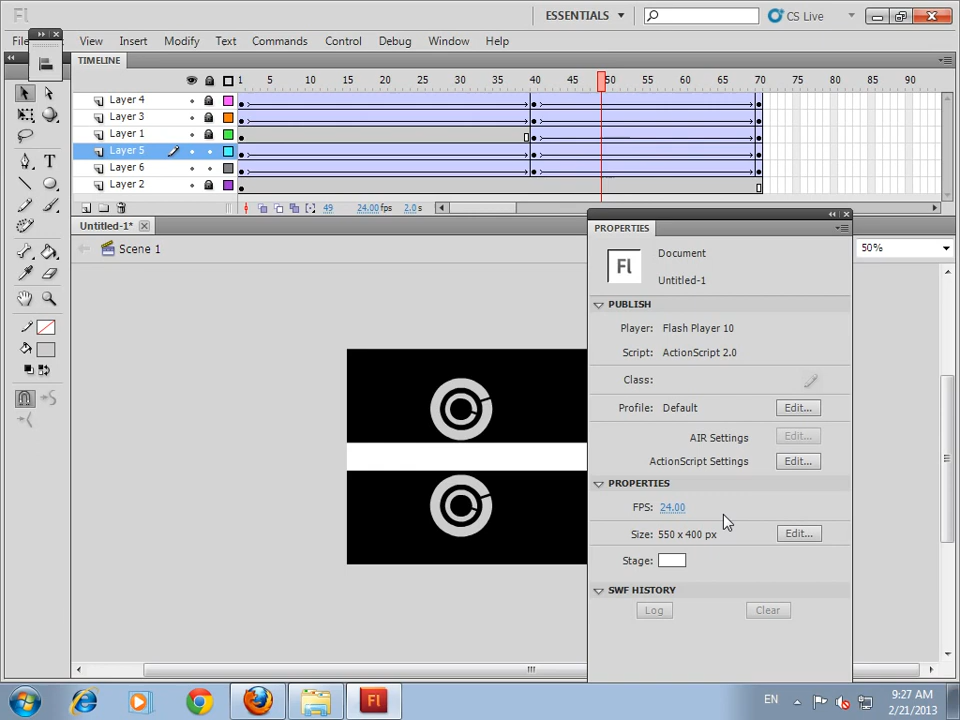 Fl
ESSENTIALS
CS Live
File
View Insert Modify Text Commands Control Debug Window Help
TIMELINE
1 5 10 15 20 25 30 35 40 45 50 55 60 65 70 75 80 85 90
Layer 4
Layer 3
Layer 1
Layer 5
Layer 6
Layer 2
49 24.00 fps 2.0 s
Untitled-1*
Scene 1
50%
PROPERTIES
Fl
Document
Untitled-1
PUBLISH
Player: Flash Player 10
Script: ActionScript 2.0
Class:
Profile: Default Edit...
AIR Settings Edit...
ActionScript Settings Edit...
PROPERTIES
FPS: 24.00
Size: 550 x 400 px Edit...
Stage:
SWF HISTORY
Log Clear
Fl
EN
9:27 AM
2/21/2013